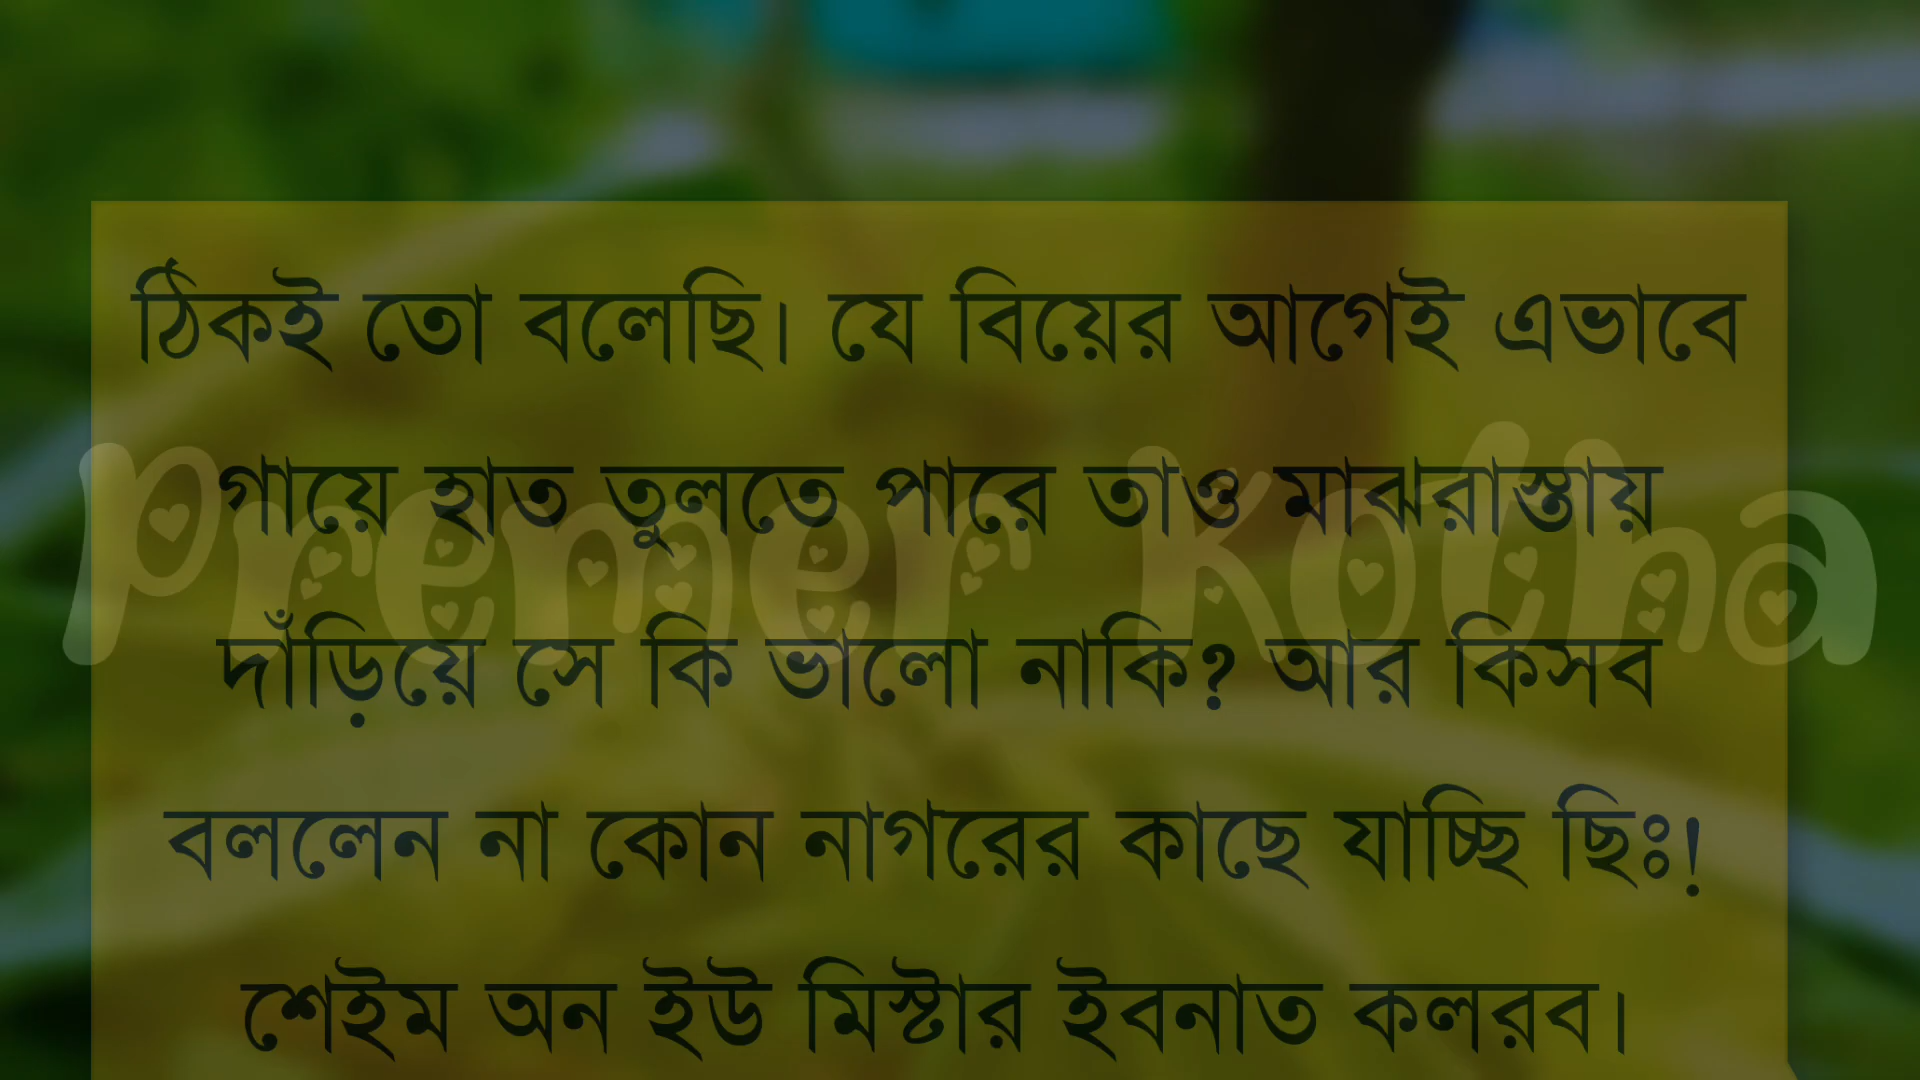 ঠিকই তো বলেছি। যে বিয়ের আগেই এভাবে
গায়ে হাত তুলতে পারে তাও মাঝরাস্তায়
Premer Kotha
দাঁড়িয়ে সে কি ভালো নাকি? আর কিসব
বললেন না কোন নাগরের কাছে যাচ্ছি ছিঃ!
শেইম অন ইউ মিস্টার ইবনাত কলরব।